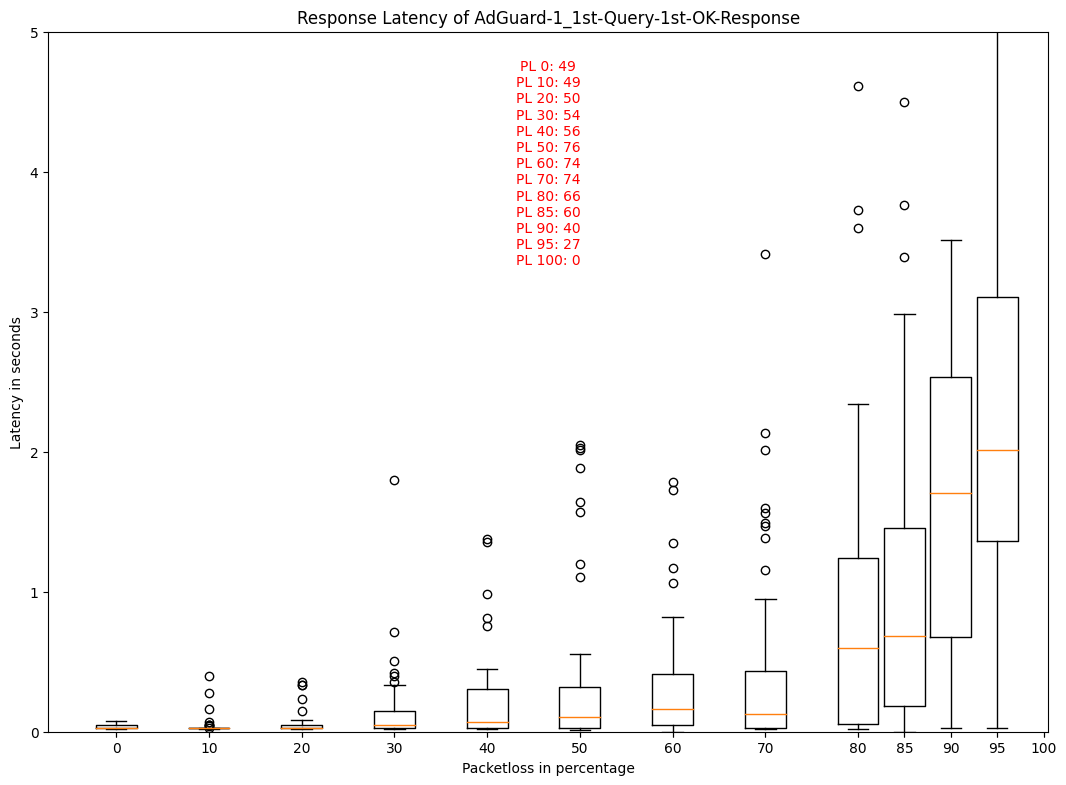 Response Latency of AdGuard-1_1st-Query-1st-OK-Response
5
4
3
2
1
0
Latency in seconds
PL 0: 49
PL 10: 49
PL 20: 50
PL 30: 54
PL 40: 56
PL 50: 76
PL 60: 74
PL 70: 74
PL 80: 66
PL 85: 60
PL 90: 40
PL 95: 27
PL 100: 0
0 10 20 30 40 50 60 70 80 85 90 95 100
Packetloss in percentage